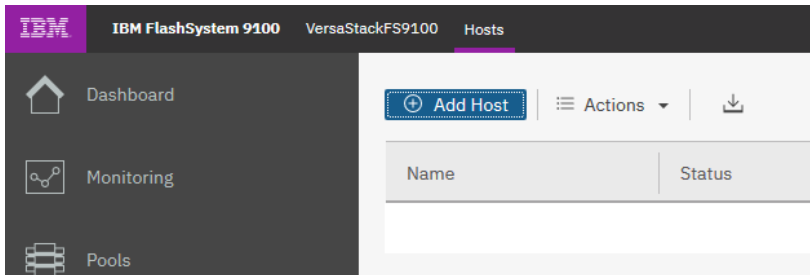 IBM IBM FlashSystem 9100 VersaStackFS9100 Hosts
Dashboard
Add Host Actions
Monitoring
Name Status
Pools